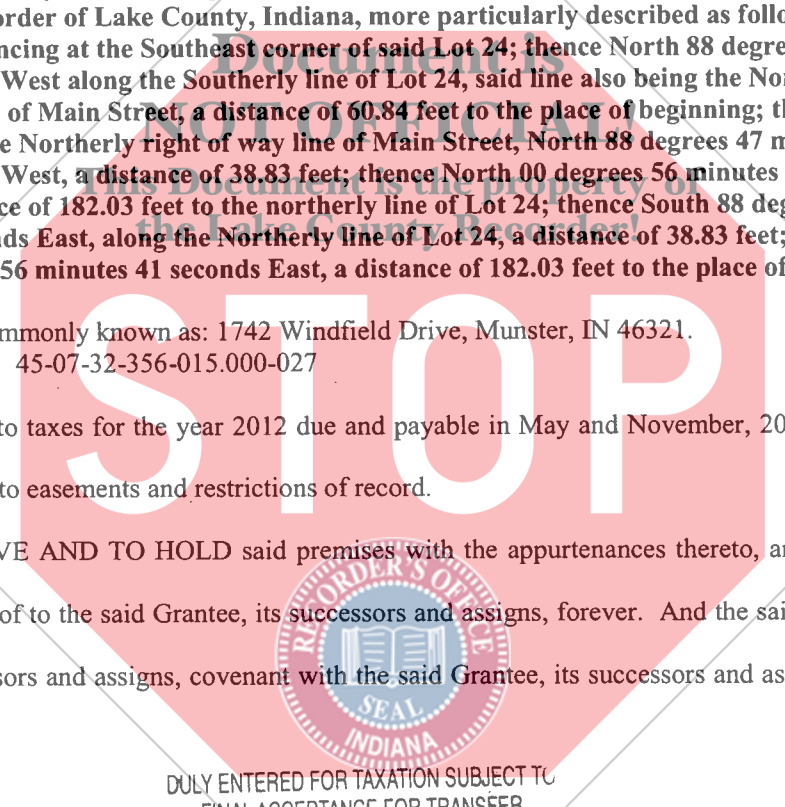 order of Lake County, Indiana, more particularly described as follo
ncing at the Southeast corner of said Lot 24; thence North 88 degre
West along the Southerly line of Lot 24, said line also being the No
of Main Street, a distance of 60.84 feet to the place of beginning; th
e Northerly right of way line of Main Street, North 88 degrees 47 m
West, a distance of 38.83 feet; thence North 00 degrees 56 minutes
ce of 182.03 feet to the northerly line of Lot 24; thence South 88 deg
nds East, along the Northerly line of Lot 24, a distance of 38.83 feet;
56 minutes 41 seconds East, a distance of 182.03 feet to the place of
Document is
NOT OFFICIAL!
This Document is the property of
the Lake County Recorder!
STOP
mmonly known as: 1742 Windfield Drive, Munster, IN 46321.
45-07-32-356-015.000-027
to taxes for the year 2012 due and payable in May and November, 20
to easements and restrictions of record.
VE AND TO HOLD said premises with the appurtenances thereto, a
of to the said Grantee, its successors and assigns, forever. And the sai
sors and assigns, covenant with the said Grantee, its successors and as
RECORDER'S OFFICE
SEAL
INDIANA
DULY ENTERED FOR TAXATION SUBJECT TO
FINAL ACCEPTANCE FOR TRANSFER